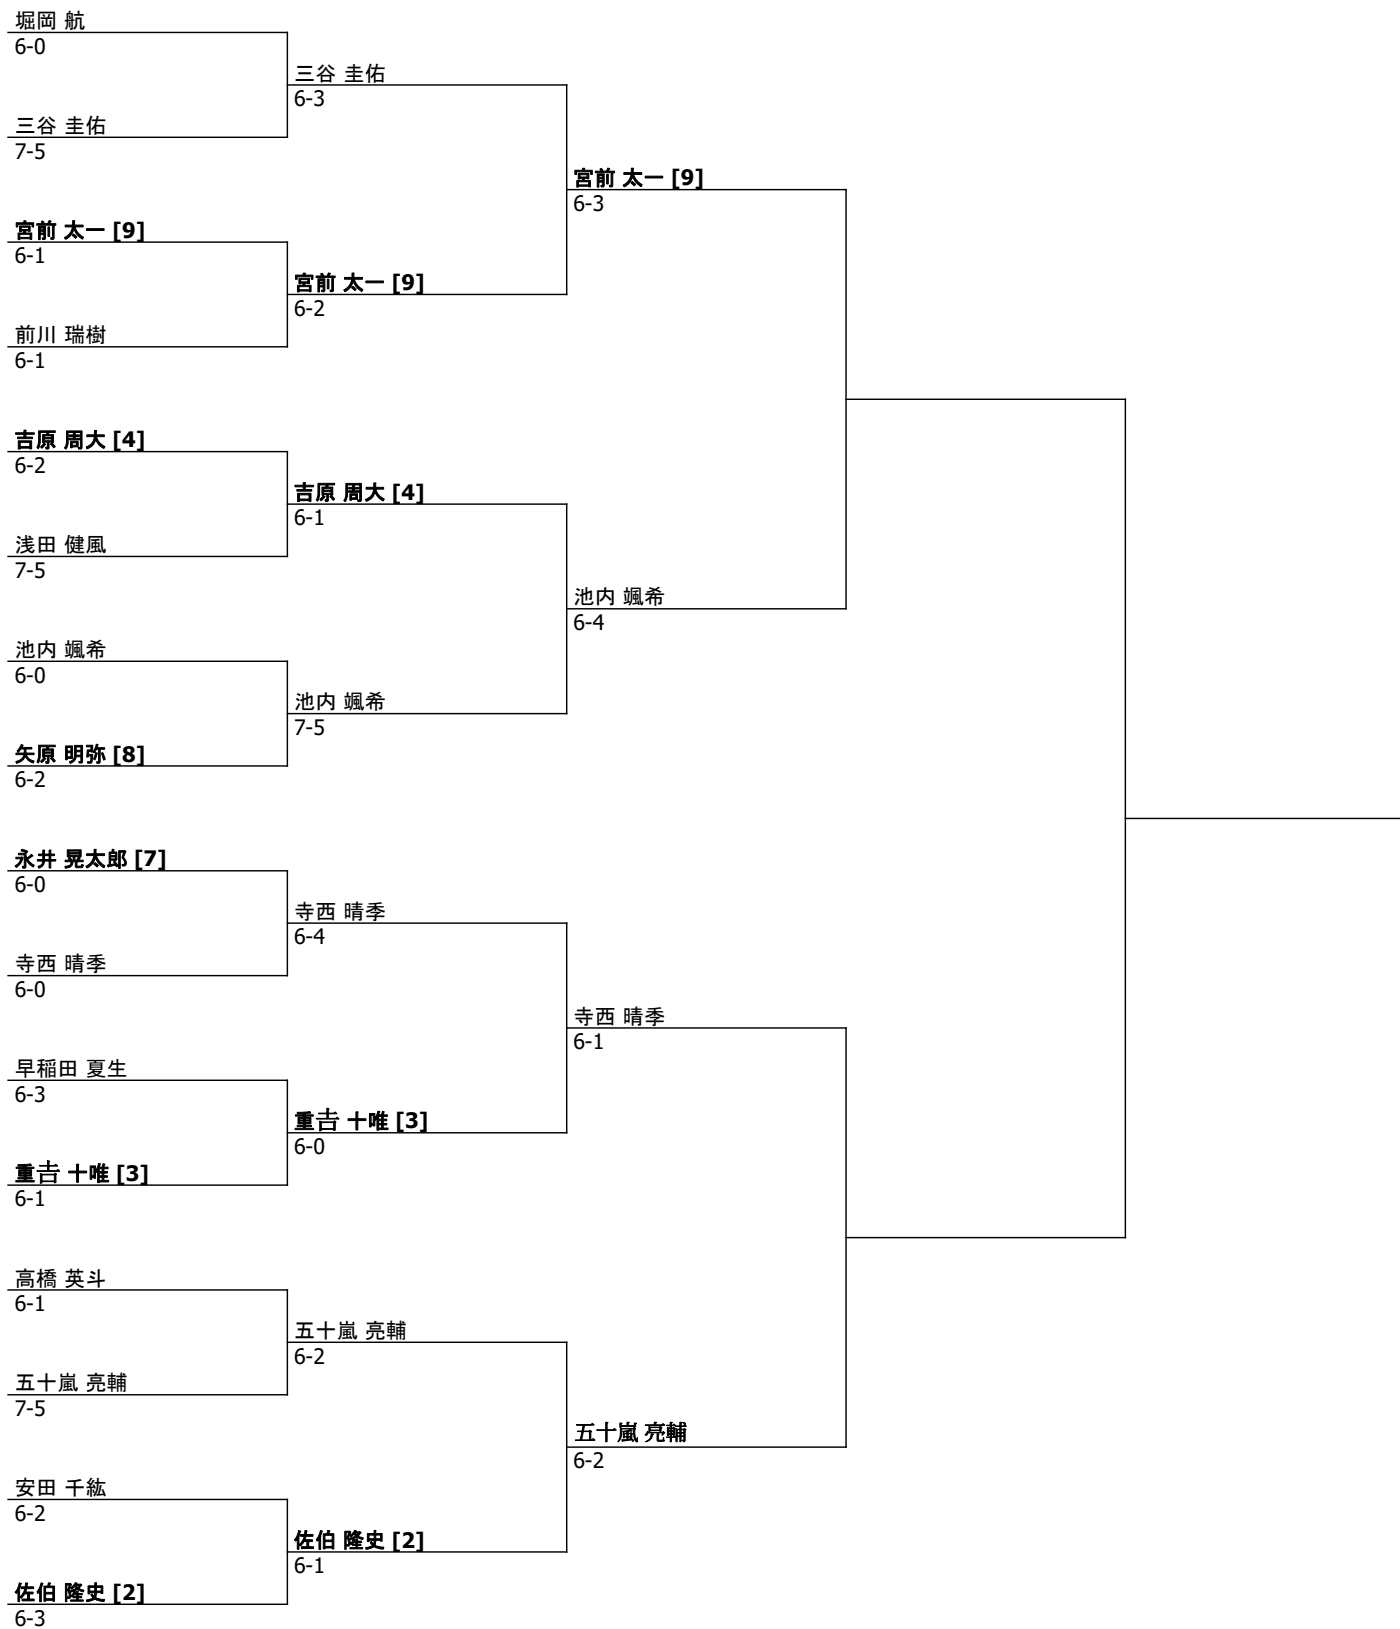 堀岡 航
6-0
三谷 圭佑
6-3
三谷 圭佑
7-5
宮前 太一 [9]
6-3
宮前 太一 [9]
6-1
宮前 太一 [9]
6-2
前川 瑞樹
6-1
吉原 周大 [4]
6-2
吉原 周大 [4]
6-1
浅田 健風
7-5
池内 颯希
6-4
池内 颯希
6-0
池内 颯希
7-5
矢原 明弥 [8]
6-2
永井 晃太郎 [7]
6-0
寺西 晴季
6-4
寺西 晴季
6-0
寺西 晴季
6-1
早稲田 夏生
6-3
重𠮷 十唯 [3]
6-0
重𠮷 十唯 [3]
6-1
高橋 英斗
6-1
五十嵐 亮輔
6-2
五十嵐 亮輔
7-5
五十嵐 亮輔
6-2
安田 千紘
6-2
佐伯 隆史 [2]
6-1
佐伯 隆史 [2]
6-3